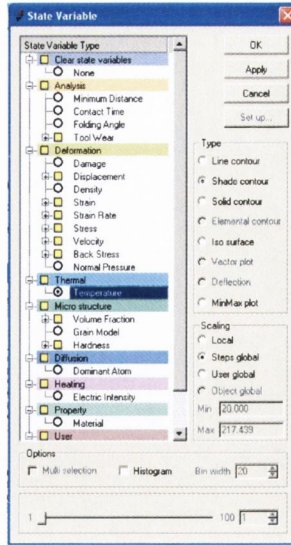 State Variable
State Variable Type
Clear state variables
None
Analysis
Minimum Distance
Contact Time
Folding Angle
Tool Wear
Deformation
Damage
Displacement
Density
Strain
Strain Rate
Stress
Velocity
Back Stress
Normal Pressure
Thermal
Temperature
Micro structure
Volume Fraction
Grain Model
Hardness
Diffusion
Dominant Atom
Heating
Electric Intensity
Property
Material
User
OK
Apply
Cancel
Set up...
Type
Line contour
Shade contour
Solid contour
Elemental contour
Iso surface
Vector plot
Deflection
MinMax plot
Scaling
Local
Steps global
User global
Object global
Min 20.000
Max 217.439
Options
Multi selection Histogram Bin width 20
1 100 1